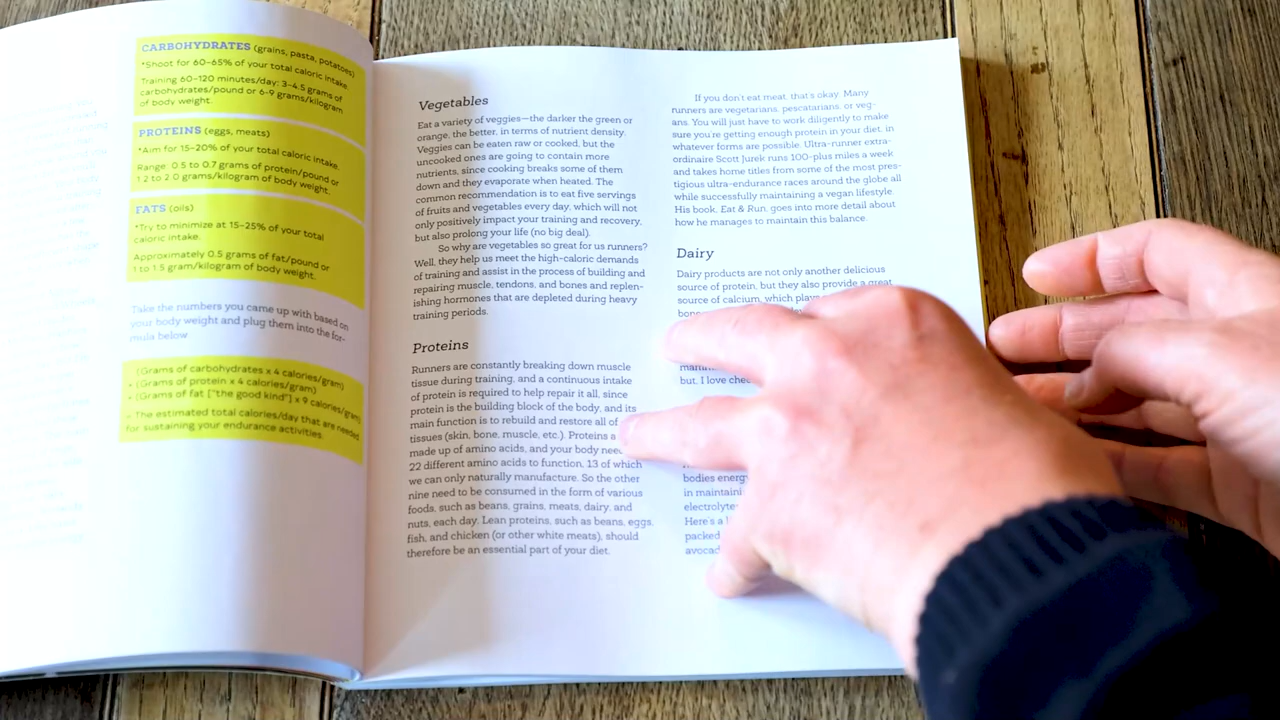 CARBOHYDRATES (grains, pasta, potatoes)
*Shoot for 60–65% of your total caloric intake.
Training 60–120 minutes/day: 3–4.5 grams of
carbohydrates/pound or 6–9 grams/kilogram
of body weight.
PROTEINS (eggs, meats)
*Aim for 15–20% of your total caloric intake.
Range: 0.5 to 0.7 grams of protein/pound or
1.2 to 2.0 grams/kilogram of body weight.
FATS (oils)
*Try to minimize at 15–25% of your total
caloric intake.
Approximately 0.5 grams of fat/pound or
1 to 1.5 gram/kilogram of body weight.
Take the numbers you came up with based on
your body weight and plug them into the for-
mula below
(Grams of carbohydrates x 4 calories/gram)
+ (Grams of protein x 4 calories/gram)
+ (Grams of fat ["the good kind"] x 9 calories/gram)
= The estimated total calories/day that are needed
for sustaining your endurance activities.
Vegetables
Eat a variety of veggies—the darker the green or
orange, the better, in terms of nutrient density.
Veggies can be eaten raw or cooked, but the
uncooked ones are going to contain more
nutrients, since cooking breaks some of them
down and they evaporate when heated. The
common recommendation is to eat five servings
of fruits and vegetables every day, which will not
only positively impact your training and recovery,
but also prolong your life (no big deal).
So why are vegetables so great for us runners?
Well, they help us meet the high-caloric demands
of training and assist in the process of building and
repairing muscle, tendons, and bones and replen-
ishing hormones that are depleted during heavy
training periods.
Proteins
Runners are constantly breaking down muscle
tissue during training, and a continuous intake
of protein is required to help repair it all, since
protein is the building block of the body, and its
main function is to rebuild and restore all of
tissues (skin, bone, muscle, etc.). Proteins a
made up of amino acids, and your body nee
22 different amino acids to function, 13 of which
we can only naturally manufacture. So the other
nine need to be consumed in the form of various
foods, such as beans, grains, meats, dairy, and
nuts, each day. Lean proteins, such as beans, eggs,
fish, and chicken (or other white meats), should
therefore be an essential part of your diet.
If you don't eat meat, that's okay. Many
runners are vegetarians, pescatarians, or veg-
ans. You will just have to work diligently to make
sure you're getting enough protein in your diet, in
whatever forms are possible. Ultra-runner extra-
ordinaire Scott Jurek runs 100-plus miles a week
and takes home titles from some of the most pres-
tigious ultra-endurance races around the globe all
while successfully maintaining a vegan lifestyle.
His book, Eat & Run, goes into more detail about
how he manages to maintain this balance.
Dairy
Dairy products are not only another delicious
source of protein, but they also provide a great
source of calcium, which play
bone
but, I love chee
bodies energ
in maintaini
electrolyte
Here's a l
packed
avocad